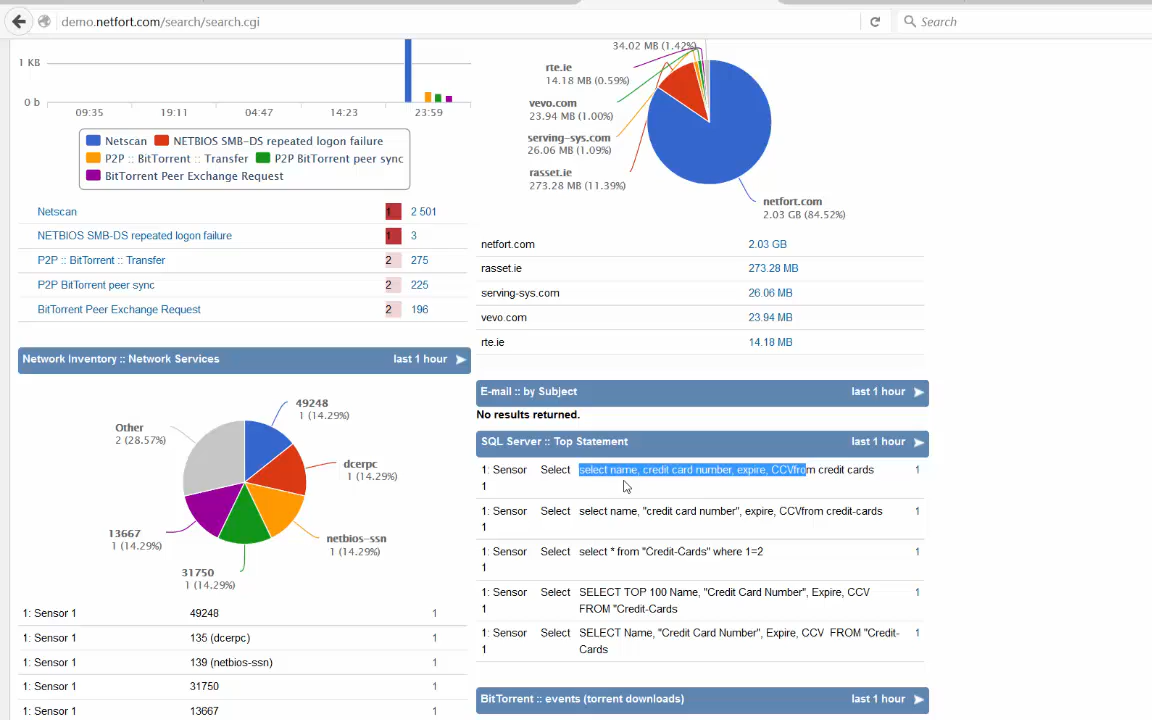 demo.netfort.com/search/search.cgi
Search
1 KB
0 b
09:35 19:11 04:47 14:23 23:59
Netscan NETBIOS SMB-DS repeated logon failure
P2P :: BitTorrent :: Transfer P2P BitTorrent peer sync
BitTorrent Peer Exchange Request
Netscan 1 2 501
NETBIOS SMB-DS repeated logon failure 1 3
P2P :: BitTorrent :: Transfer 2 275
P2P BitTorrent peer sync 2 225
BitTorrent Peer Exchange Request 2 196
Network Inventory :: Network Services last 1 hour
49248
1 (14.29%)
Other
2 (28.57%)
dcerpc
1 (14.29%)
13667
1 (14.29%)
netbios-ssn
1 (14.29%)
31750
1 (14.29%)
1: Sensor 1 49248 1
1: Sensor 1 135 (dcerpc) 1
1: Sensor 1 139 (netbios-ssn) 1
1: Sensor 1 31750 1
1: Sensor 1 13667 1
34.02 MB (1.42%)
rte.ie
14.18 MB (0.59%)
vevo.com
23.94 MB (1.00%)
serving-sys.com
26.06 MB (1.09%)
rasset.ie
273.28 MB (11.39%)
netfort.com
2.03 GB (84.52%)
netfort.com 2.03 GB
rasset.ie 273.28 MB
serving-sys.com 26.06 MB
vevo.com 23.94 MB
rte.ie 14.18 MB
E-mail :: by Subject last 1 hour
No results returned.
SQL Server :: Top Statement last 1 hour
1: Sensor Select select name, credit card number, expire, CCVfrom credit cards 1
1
1: Sensor Select select name, "credit card number", expire, CCVfrom credit-cards 1
1
1: Sensor Select select * from "Credit-Cards" where 1=2 1
1
1: Sensor Select SELECT TOP 100 Name, "Credit Card Number", Expire, CCV 1
1 FROM "Credit-Cards
1: Sensor Select SELECT Name, "Credit Card Number", Expire, CCV FROM "Credit- 1
1 Cards
BitTorrent :: events (torrent downloads) last 1 hour